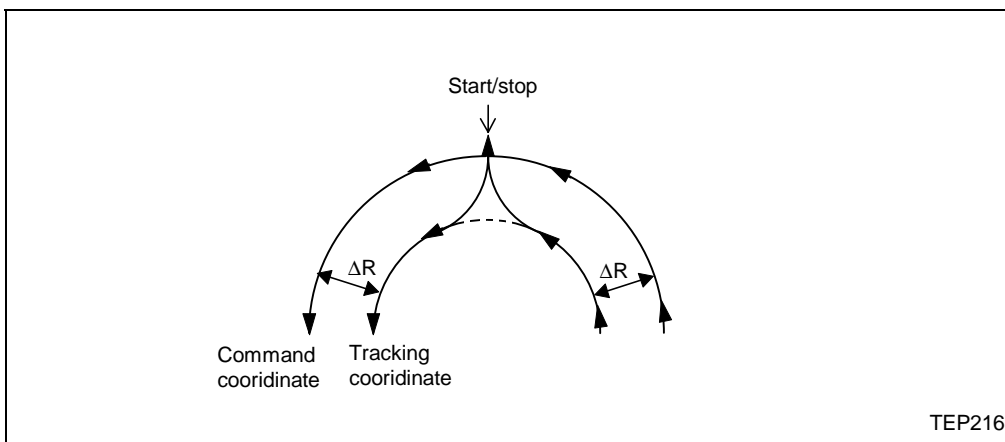 Start/stop
ΔR
ΔR
Command
cooridinate
Tracking
cooridinate
TEP216